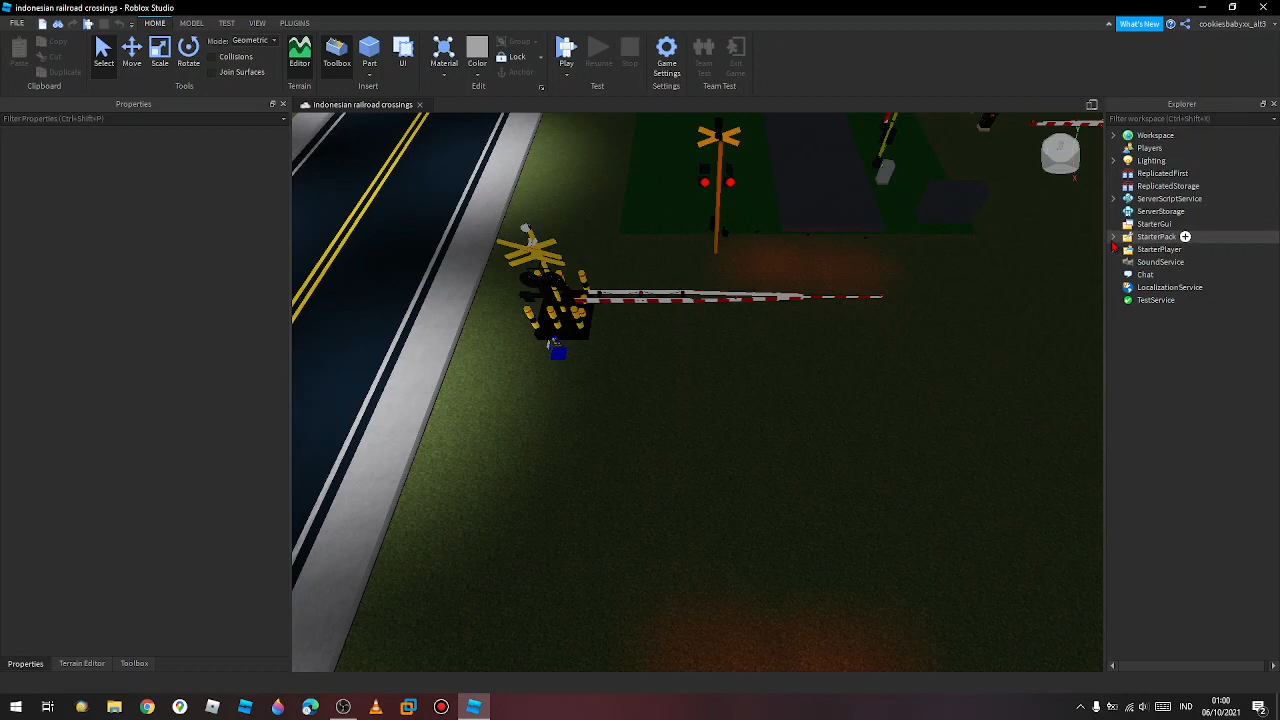 indonesian railroad crossings - Roblox Studio
FILE HOME MODEL TEST VIEW PLUGINS What's New cookiesbabyxx_alt3
Paste Copy Cut Duplicate Clipboard
Select Move Scale Rotate Mode: Geometric Collisions Join Surfaces Tools
Editor Terrain
Toolbox Part UI Insert
Material Color Group Lock Anchor Edit
Play Resume Stop Test
Game Settings Settings
Team Test Exit Game Team Test
Properties
Filter Properties (Ctrl+Shift+P)
Indonesian railroad crossings
Explorer
Filter workspace (Ctrl+Shift+X)
Workspace
Players
Lighting
ReplicatedFirst
ReplicatedStorage
ServerScriptService
ServerStorage
StarterGui
StarterPack
StarterPlayer
SoundService
Chat
LocalizationService
TestService
Properties Terrain Editor Toolbox
IND
01:00
06/10/2021